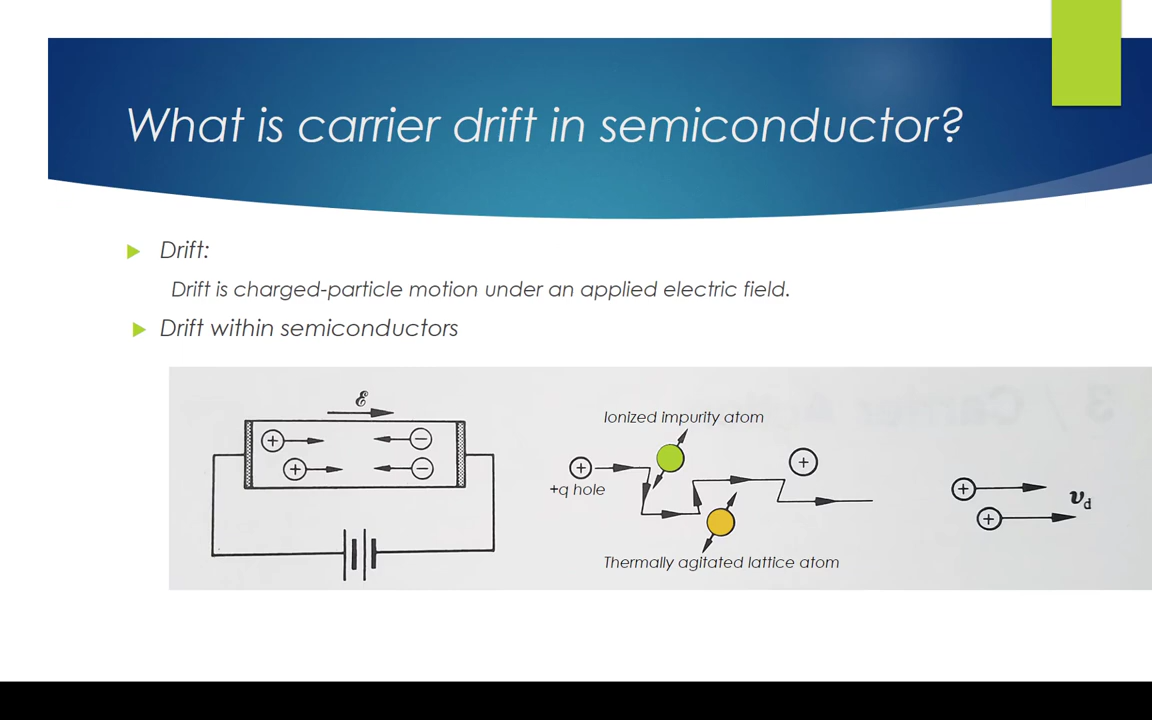 What is carrier drift in semiconductor?
Drift:
Drift is charged-particle motion under an applied electric field.
Drift within semiconductors
ℰ
+ −
+ −
Ionized impurity atom
+
+
+q hole
Thermally agitated lattice atom
+
+
υd